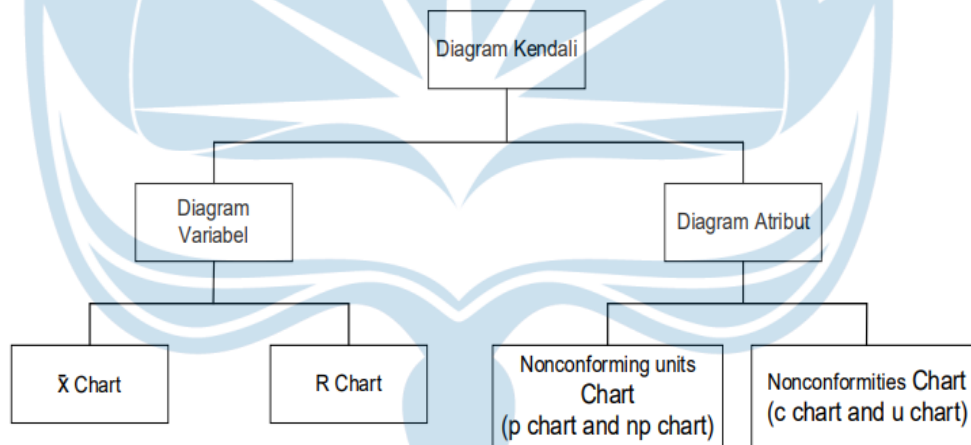 Diagram Kendali
Diagram
Variabel
Diagram Atribut
x̄ Chart
R Chart
Nonconforming units
Chart
(p chart and np chart)
Nonconformities Chart
(c chart and u chart)